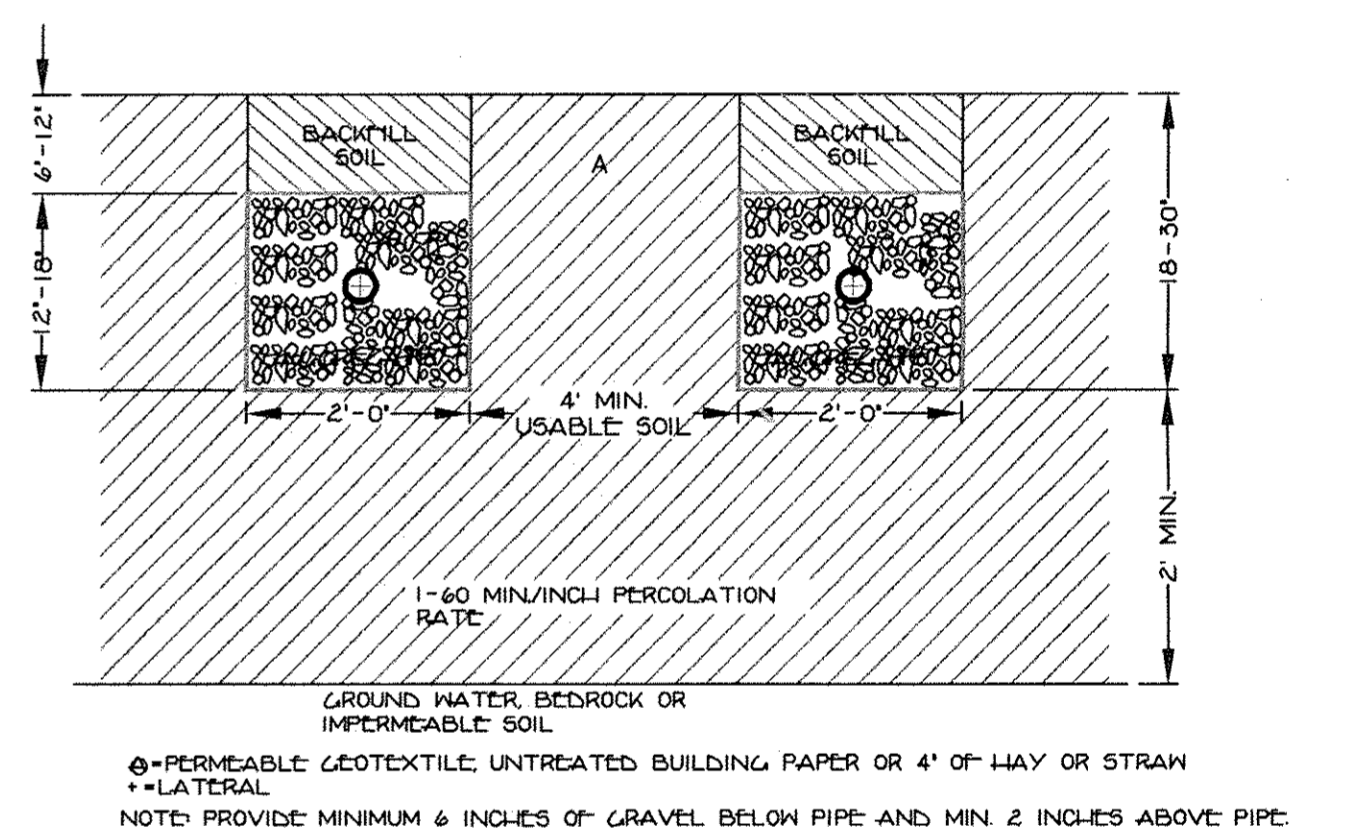 BACKFILL
SOIL
BACKFILL
SOIL
A
6"-12"
12"-18"
18-30"
2'-0"
4' MIN.
USABLE SOIL
2'-0"
2' MIN.
1-60 MIN./INCH PERCOLATION
RATE
GROUND WATER, BEDROCK OR
IMPERMEABLE SOIL
=PERMEABLE GEOTEXTILE, UNTREATED BUILDING PAPER OR 4" OF HAY OR STRAW
+ =LATERAL
NOTE: PROVIDE MINIMUM 6 INCHES OF GRAVEL BELOW PIPE AND MIN. 2 INCHES ABOVE PIPE.